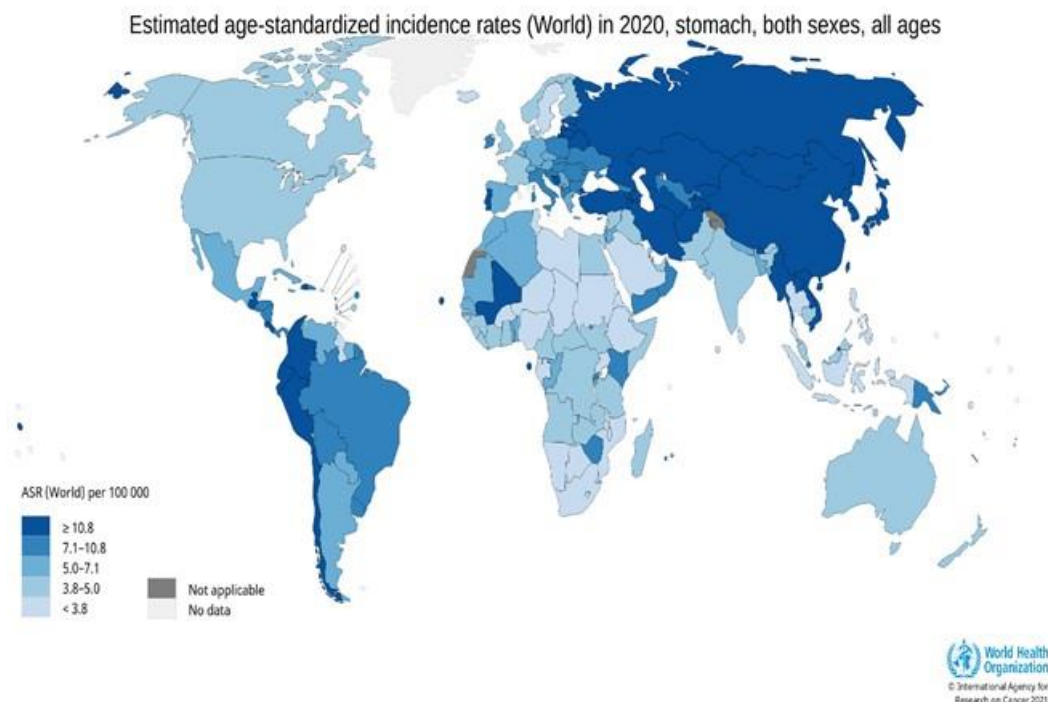 Estimated age-standardized incidence rates (World) in 2020, stomach, both sexes, all ages
ASR (World) per 100 000
≥ 10.8
7.1–10.8
5.0–7.1
3.8–5.0
< 3.8
Not applicable
No data
World Health
Organization
© International Agency for
Research on Cancer 2021